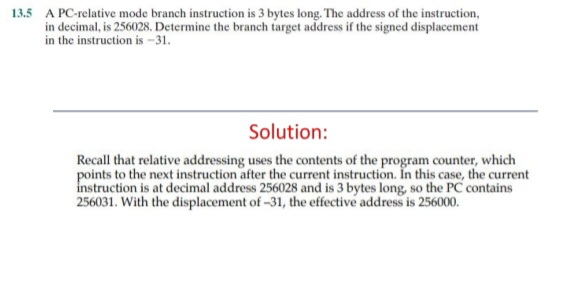 13.5 A PC-relative mode branch instruction is 3 bytes long. The address of the instruction,
in decimal, is 256028. Determine the branch target address if the signed displacement
in the instruction is −31.
Solution:
Recall that relative addressing uses the contents of the program counter, which
points to the next instruction after the current instruction. In this case, the current
instruction is at decimal address 256028 and is 3 bytes long, so the PC contains
256031. With the displacement of –31, the effective address is 256000.